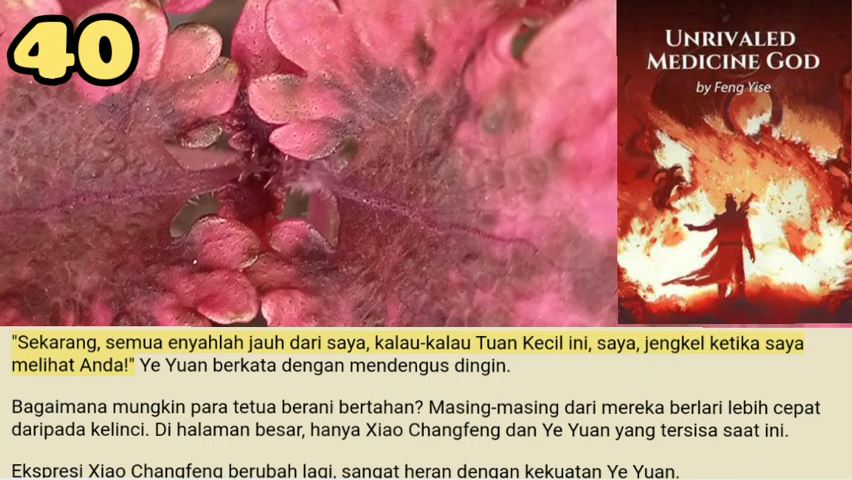 40
UNRIVALED
MEDICINE GOD
by Feng Yise
"Sekarang, semua enyahlah jauh dari saya, kalau-kalau Tuan Kecil ini, saya, jengkel ketika saya
melihat Anda!" Ye Yuan berkata dengan mendengus dingin.
Bagaimana mungkin para tetua berani bertahan? Masing-masing dari mereka berlari lebih cepat
daripada kelinci. Di halaman besar, hanya Xiao Changfeng dan Ye Yuan yang tersisa saat ini.
Ekspresi Xiao Changfeng berubah lagi, sangat heran dengan kekuatan Ye Yuan.